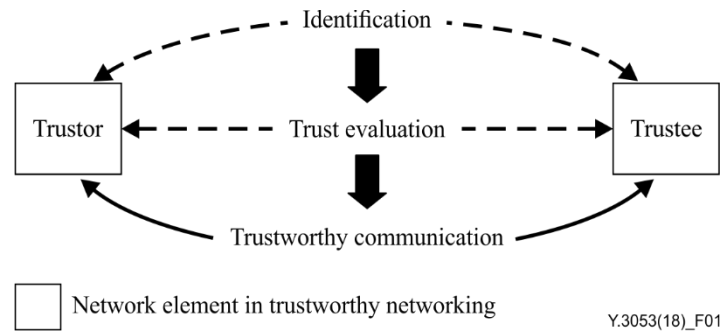 Identification
Trustor
Trust evaluation
Trustee
Trustworthy communication
Network element in trustworthy networking
Y.3053(18)_F01